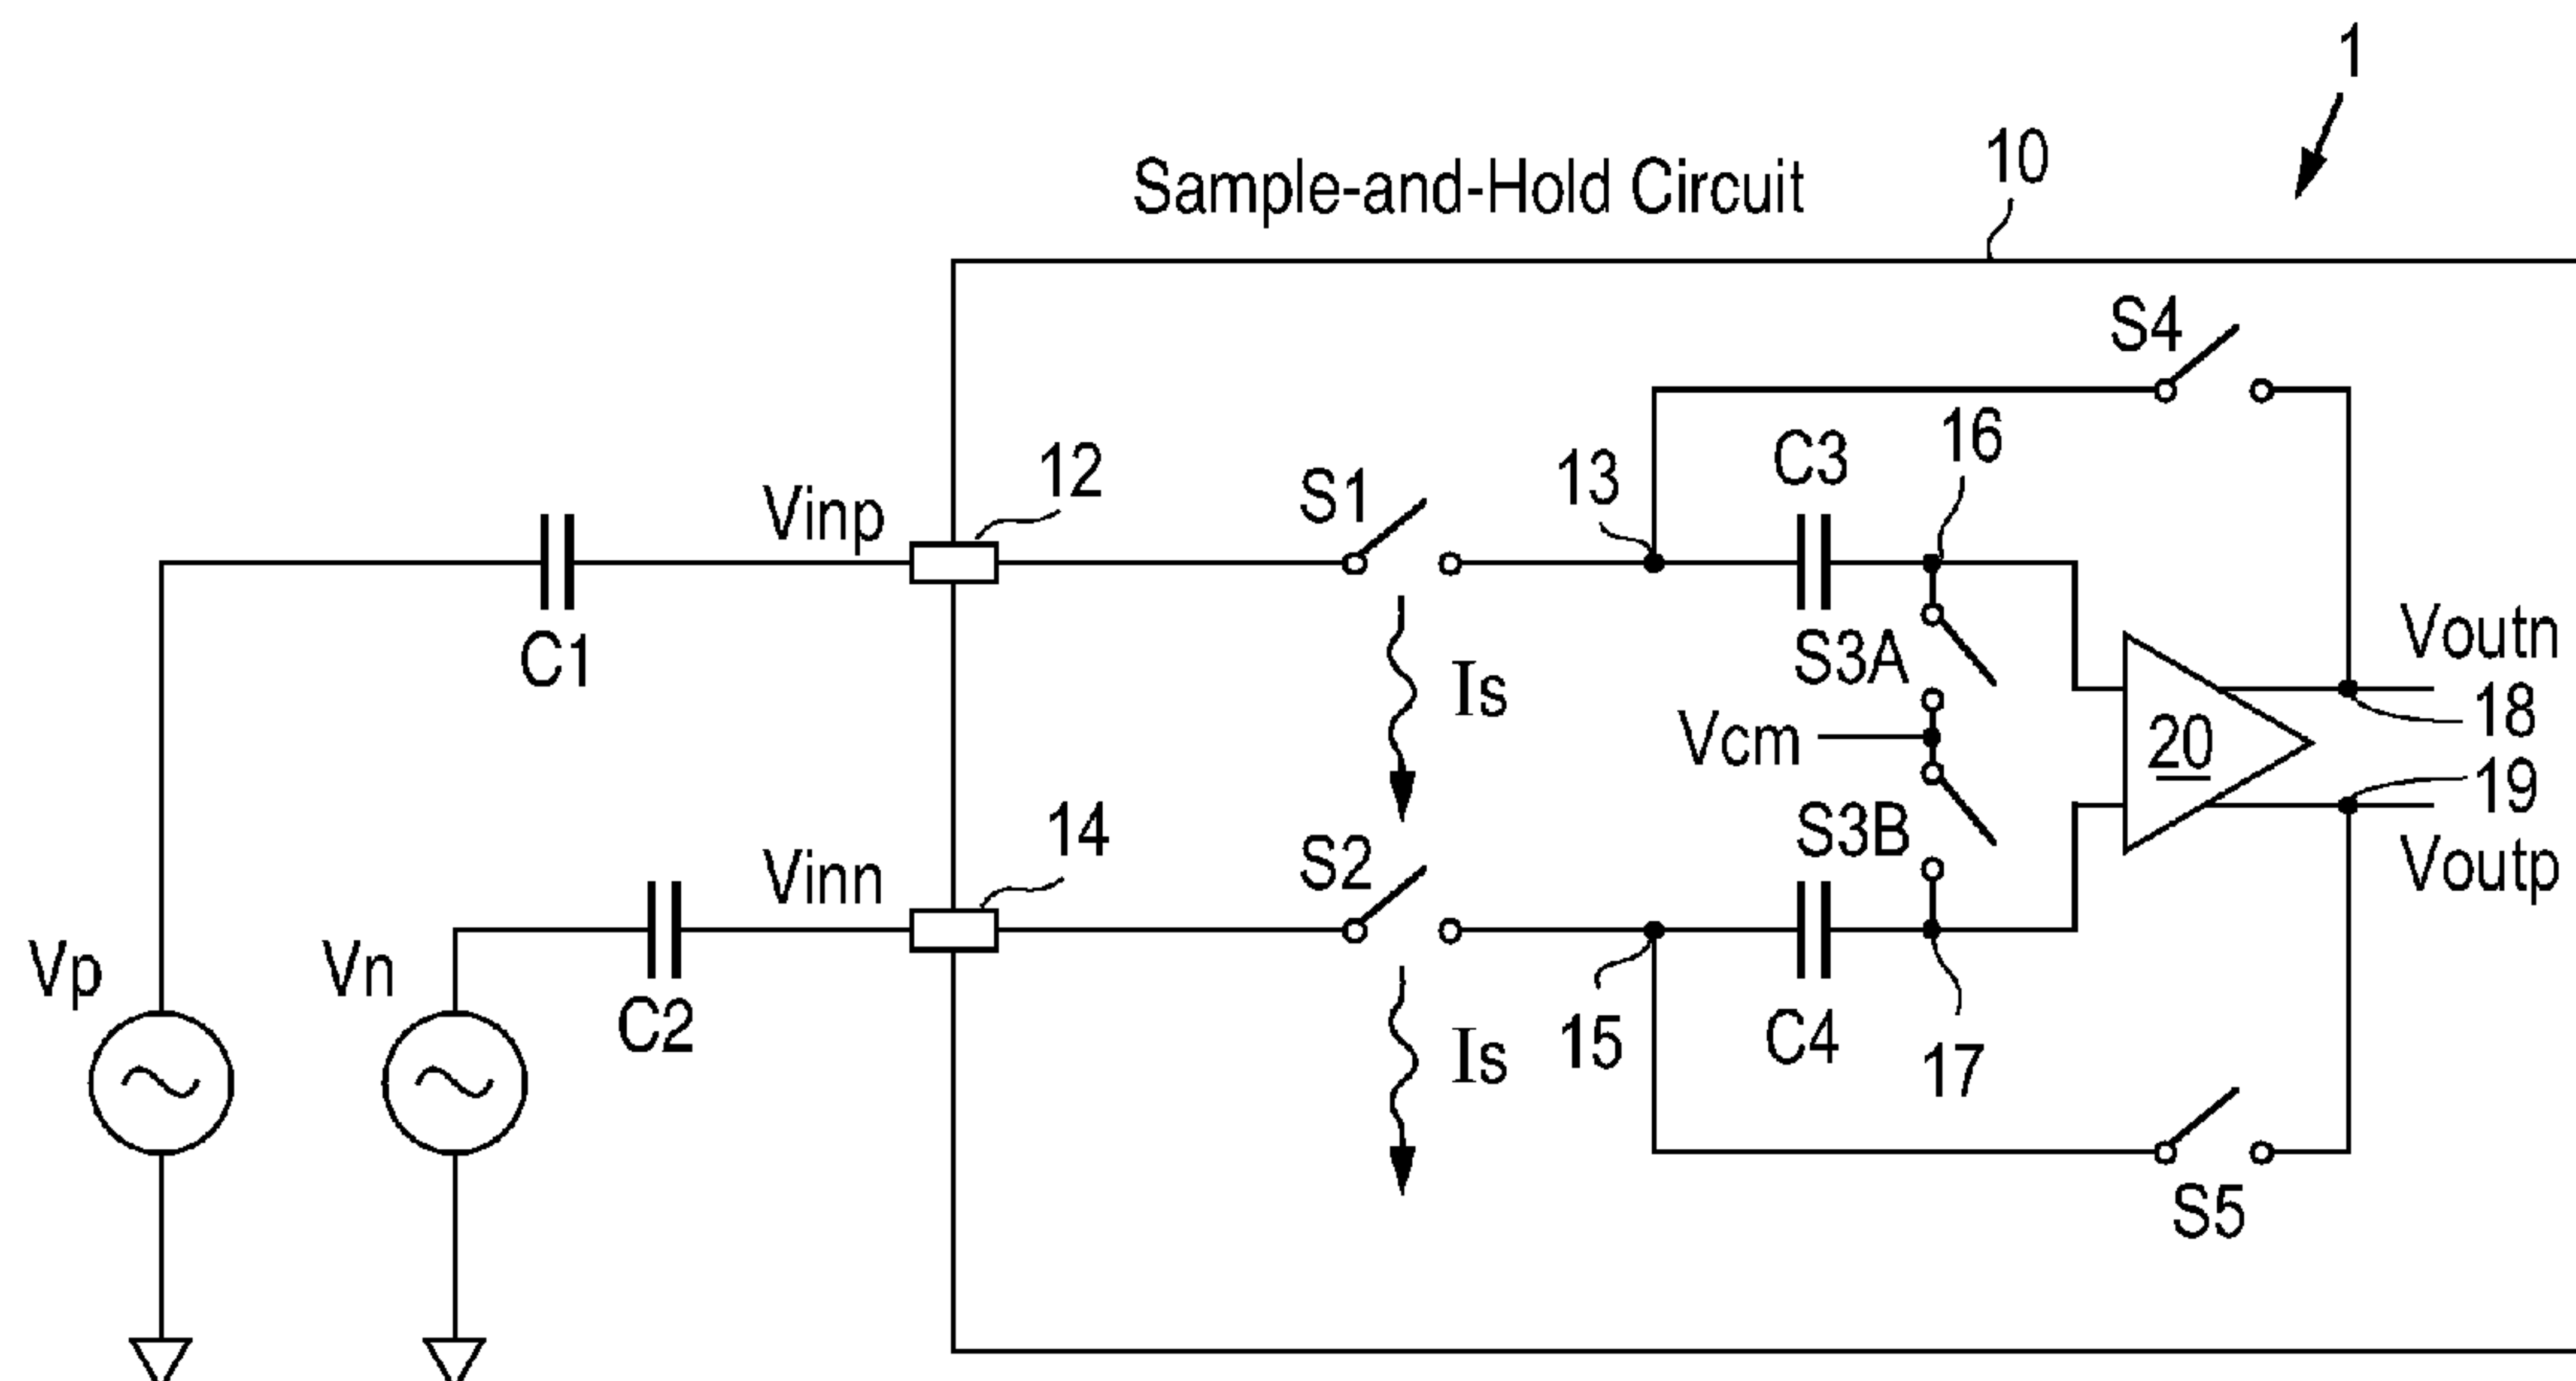 1
10
Sample-and-Hold Circuit
S4
16
12
13
C3
S1
Vinp
C1
S3A
Voutn
Is
18
Vcm
20
19
14
S2
S3B
Voutp
Vinn
Vp
Vn
C2
15
C4
17
Is
S5